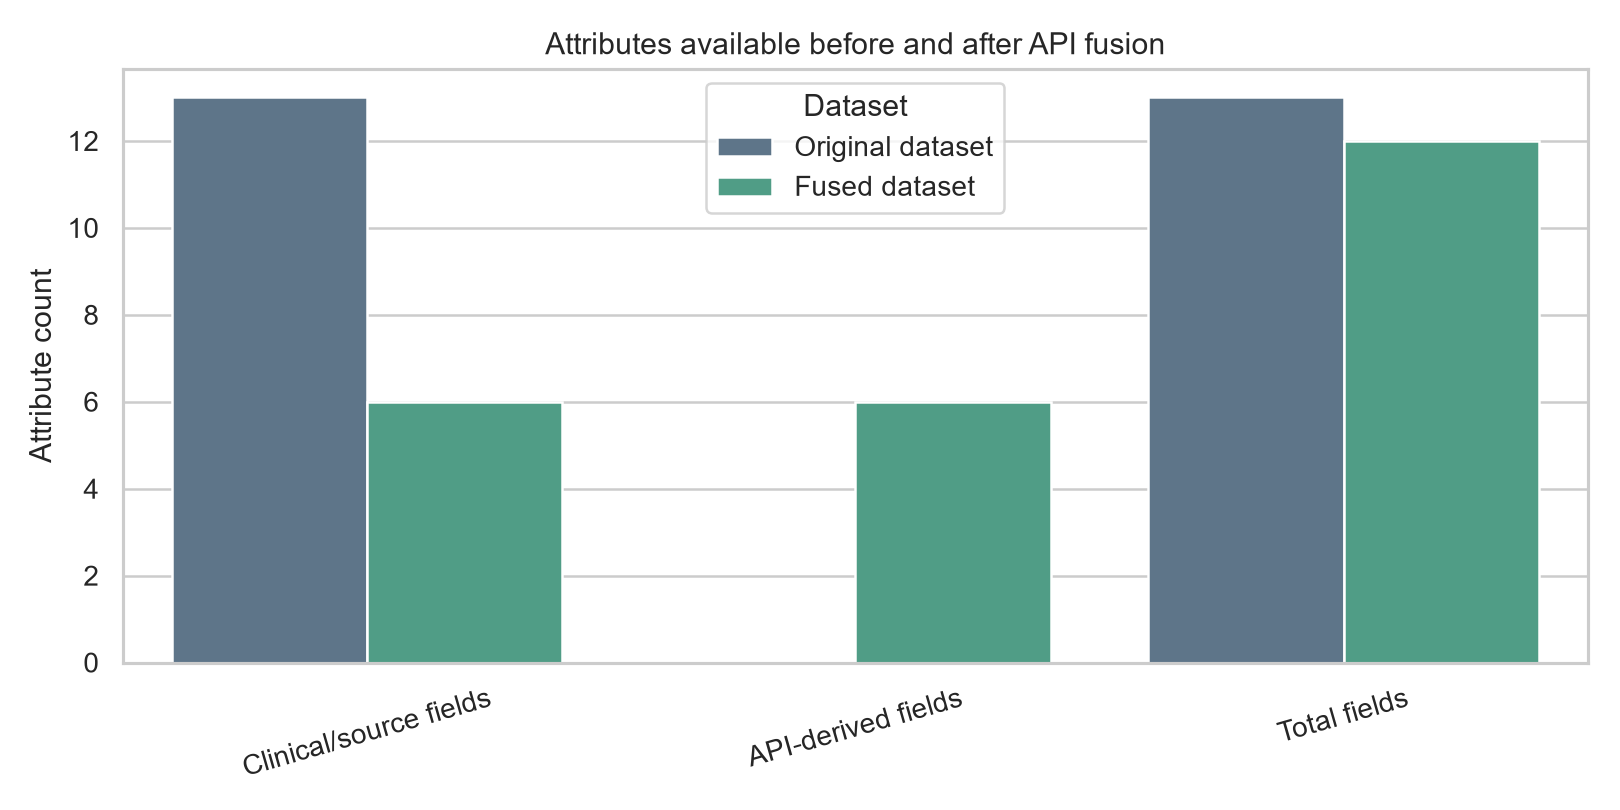 Attributes available before and after API fusion
Dataset
Original dataset
Fused dataset
Attribute count
12
10
8
6
4
2
0
Clinical/source fields
API-derived fields
Total fields